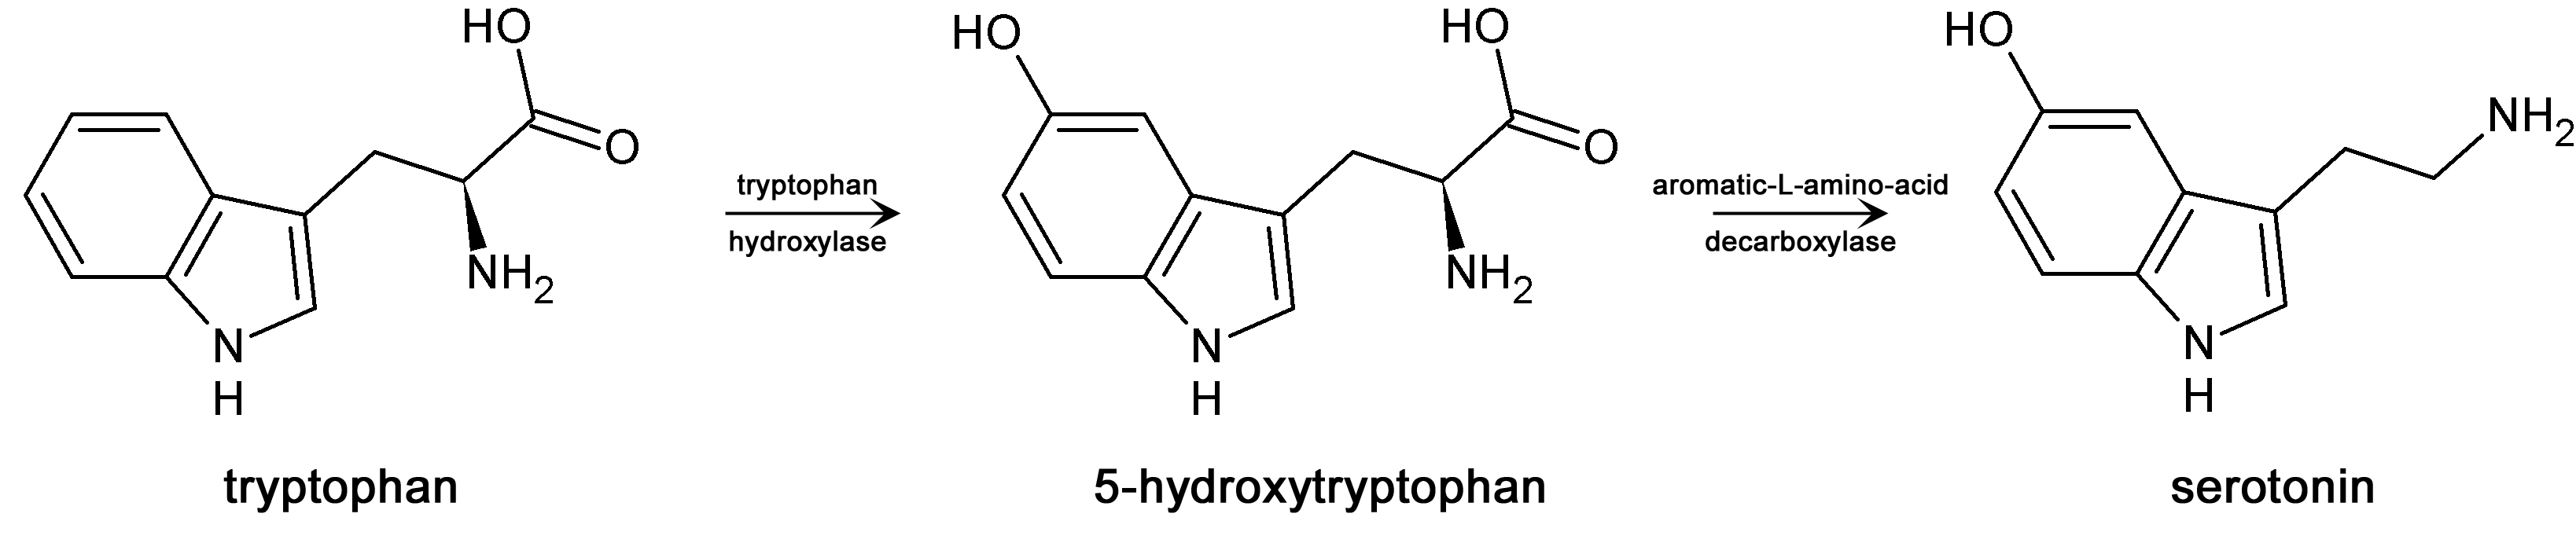 HO
O
NH2
N
H
tryptophan
tryptophan
hydroxylase
HO
HO
O
NH2
N
H
5-hydroxytryptophan
aromatic-L-amino-acid
decarboxylase
HO
NH2
N
H
serotonin